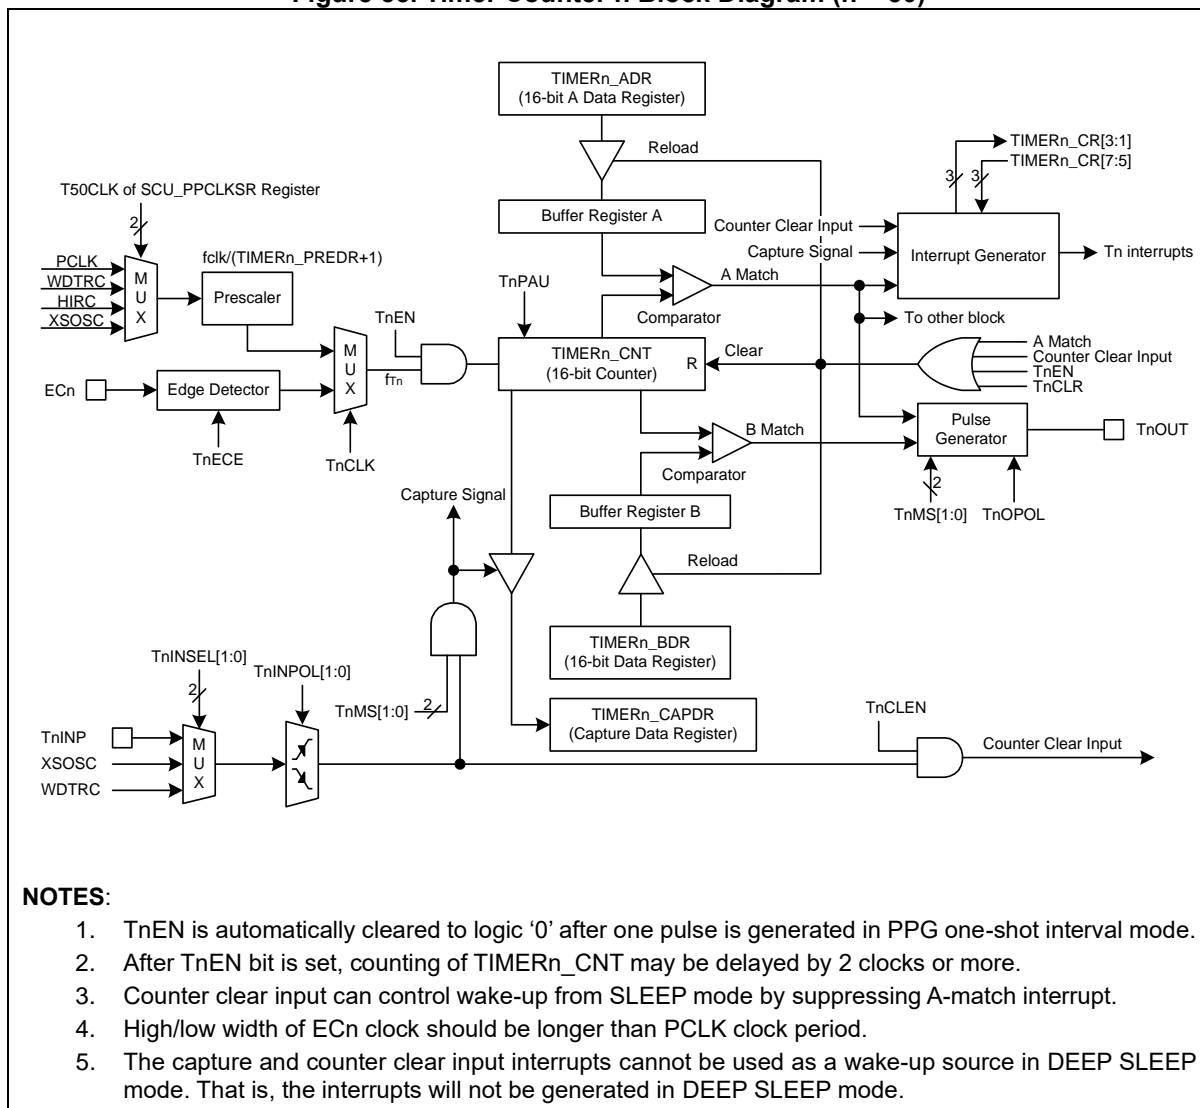 TIMERn_ADR
(16-bit A Data Register)
Reload
TIMERn_CR[3:1]
TIMERn_CR[7:5]
3
3
T50CLK of SCU_PPCLKSR Register
2
Buffer Register A
Counter Clear Input
Capture Signal
Interrupt Generator
Tn interrupts
PCLK
WDTRC
HIRC
XSOSC
M
U
X
fclk/(TIMERn_PREDR+1)
Prescaler
TnPAU
A Match
Comparator
To other block
TnEN
M
U
X
fTn
TIMERn_CNT
(16-bit Counter)
R
Clear
A Match
Counter Clear Input
TnEN
TnCLR
ECn
Edge Detector
TnECE
TnCLK
B Match
Comparator
Pulse
Generator
TnOUT
2
TnMS[1:0]
TnOPOL
Capture Signal
Buffer Register B
Reload
TIMERn_BDR
(16-bit Data Register)
TnINSEL[1:0]
2
TnINPOL[1:0]
TnMS[1:0]
2
TIMERn_CAPDR
(Capture Data Register)
TnCLEN
TnINP
XSOSC
WDTRC
M
U
X
Counter Clear Input
NOTES:
1. TnEN is automatically cleared to logic ‘0’ after one pulse is generated in PPG one-shot interval mode.
2. After TnEN bit is set, counting of TIMERn_CNT may be delayed by 2 clocks or more.
3. Counter clear input can control wake-up from SLEEP mode by suppressing A-match interrupt.
4. High/low width of ECn clock should be longer than PCLK clock period.
5. The capture and counter clear input interrupts cannot be used as a wake-up source in DEEP SLEEP
mode. That is, the interrupts will not be generated in DEEP SLEEP mode.